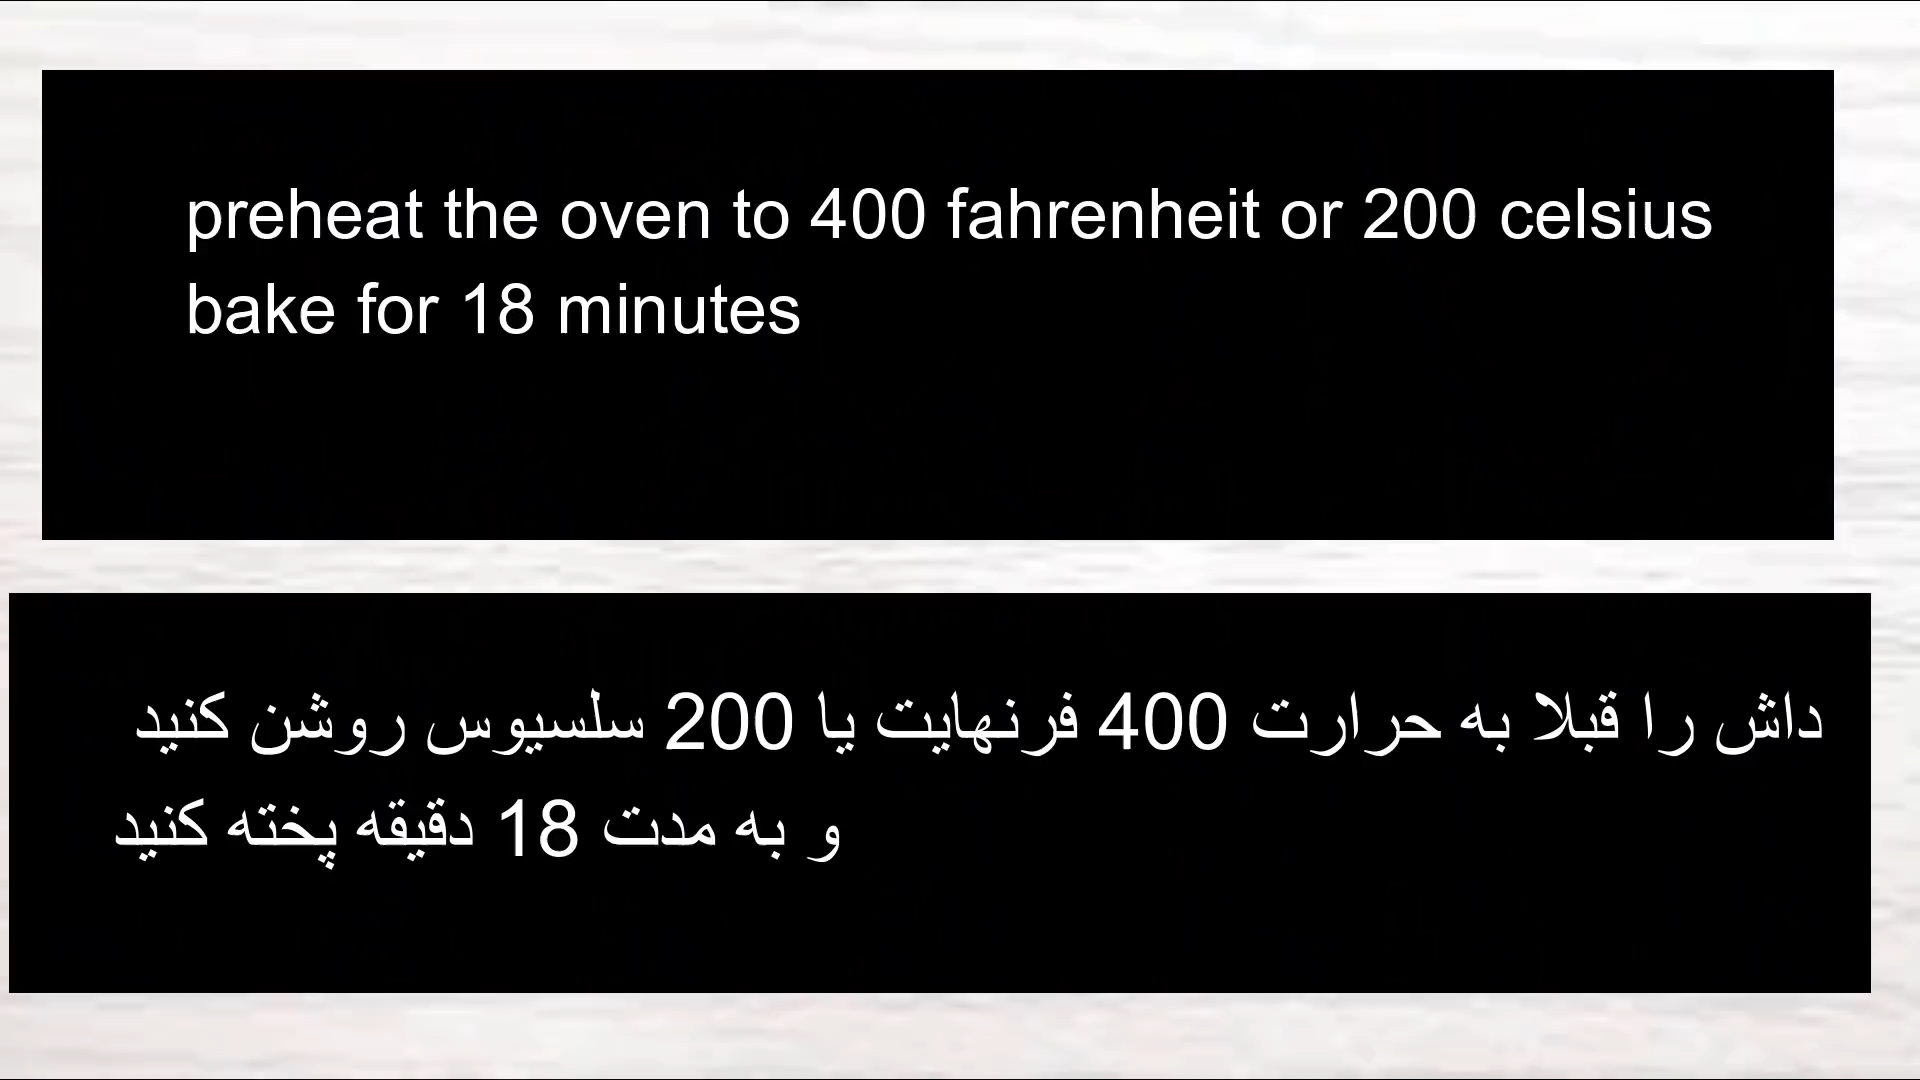 preheat the oven to 400 fahrenheit or 200 celsius
bake for 18 minutes
داش را قبلا به حرارت 400 فرنهایت یا 200 سلسیوس روشن کنید
و به مدت 18 دقیقه پخته کنید